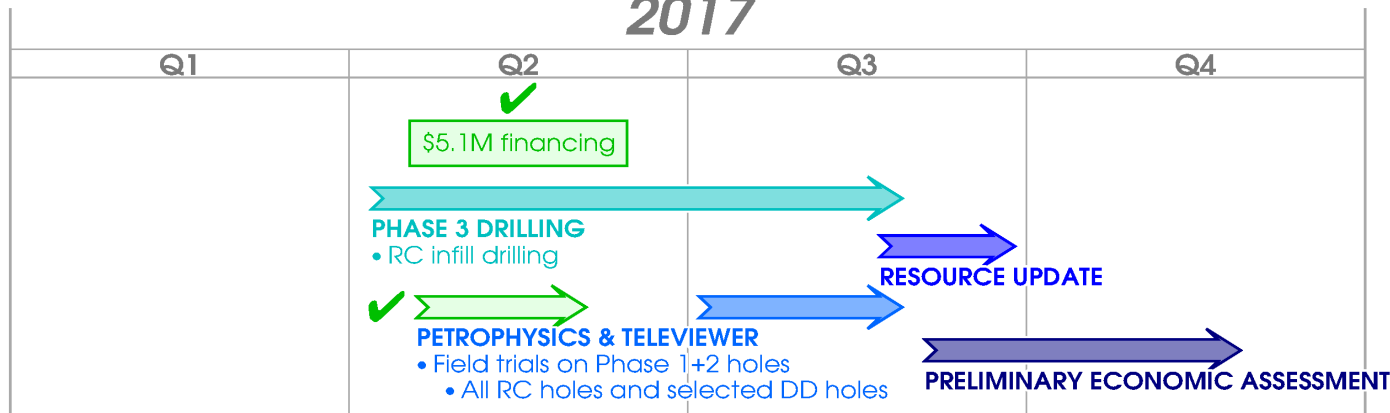 2017
Q1 Q2 Q3 Q4
$5.1M financing
PHASE 3 DRILLING
• RC infill drilling
RESOURCE UPDATE
PETROPHYSICS & TELEVIEWER
• Field trials on Phase 1+2 holes
• All RC holes and selected DD holes
PRELIMINARY ECONOMIC ASSESSMENT